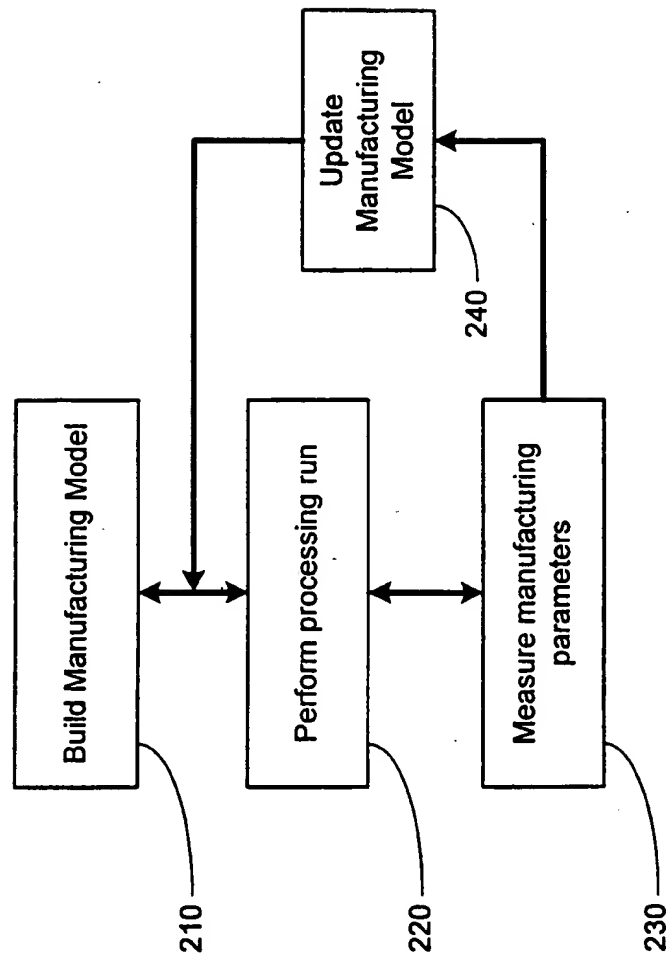 Build Manufacturing Model
210
Perform processing run
220
Measure manufacturing
parameters
230
Update
Manufacturing
Model
240